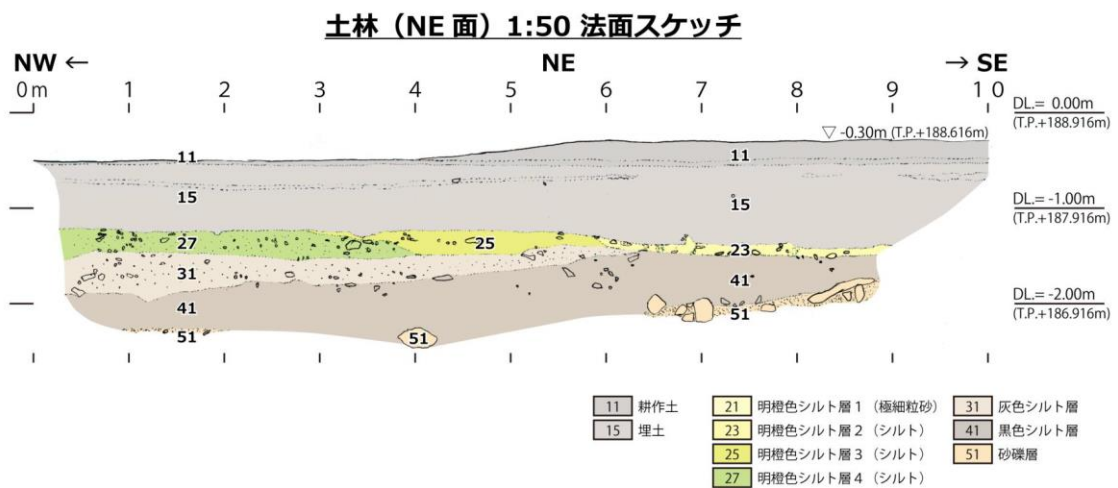 土林（NE 面）1:50 法面スケッチ
NW ← NE → SE
0m 1 2 3 4 5 6 7 8 9 10
DL.= 0.00m
(T.P.+188.916m)
▽ -0.30m (T.P.+188.616m)
11 11
15 15
DL.= -1.00m
(T.P.+187.916m)
27 25 23
31 41
41 51
51 51
DL.= -2.00m
(T.P.+186.916m)
11 耕作土
15 埋土
21 明橙色シルト層1（極細粒砂）
23 明橙色シルト層2（シルト）
25 明橙色シルト層3（シルト）
27 明橙色シルト層4（シルト）
31 灰色シルト層
41 黒色シルト層
51 砂礫層